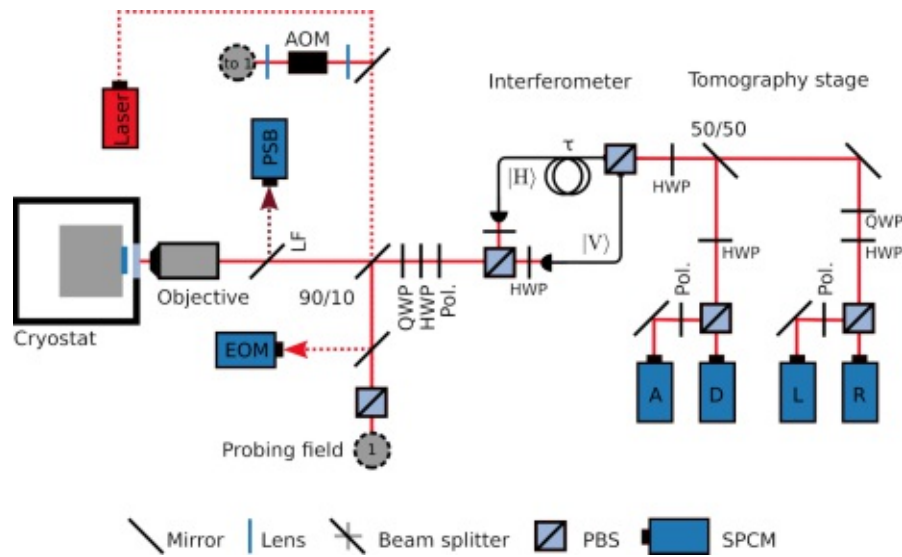 AOM
to 1
Laser
Interferometer
Tomography stage
PSB
50/50
τ
|H⟩
HWP
LF
QWP
|V⟩
HWP
HWP
Objective
90/10
QWP
HWP
Pol.
HWP
Cryostat
Pol.
Pol.
EOM
A
D
L
R
Probing field
1
Mirror
Lens
Beam splitter
PBS
SPCM